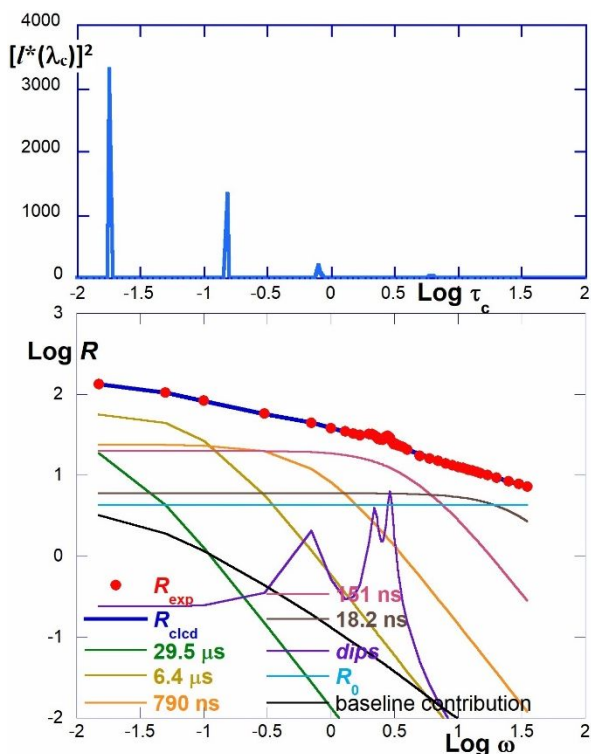 4000
[l*(λc)]²
3000
2000
1000
0
-2 -1.5 -1 -0.5 0 0.5 1 1.5 2
Log τc
3
Log R
2
1
0
-1
-2
Rexp
Rclcd
29.5 μs
6.4 μs
790 ns
151 ns
18.2 ns
dips
R0
baseline contribution
-2 -1.5 -1 -0.5 0 0.5 1 1.5 2
Log ω